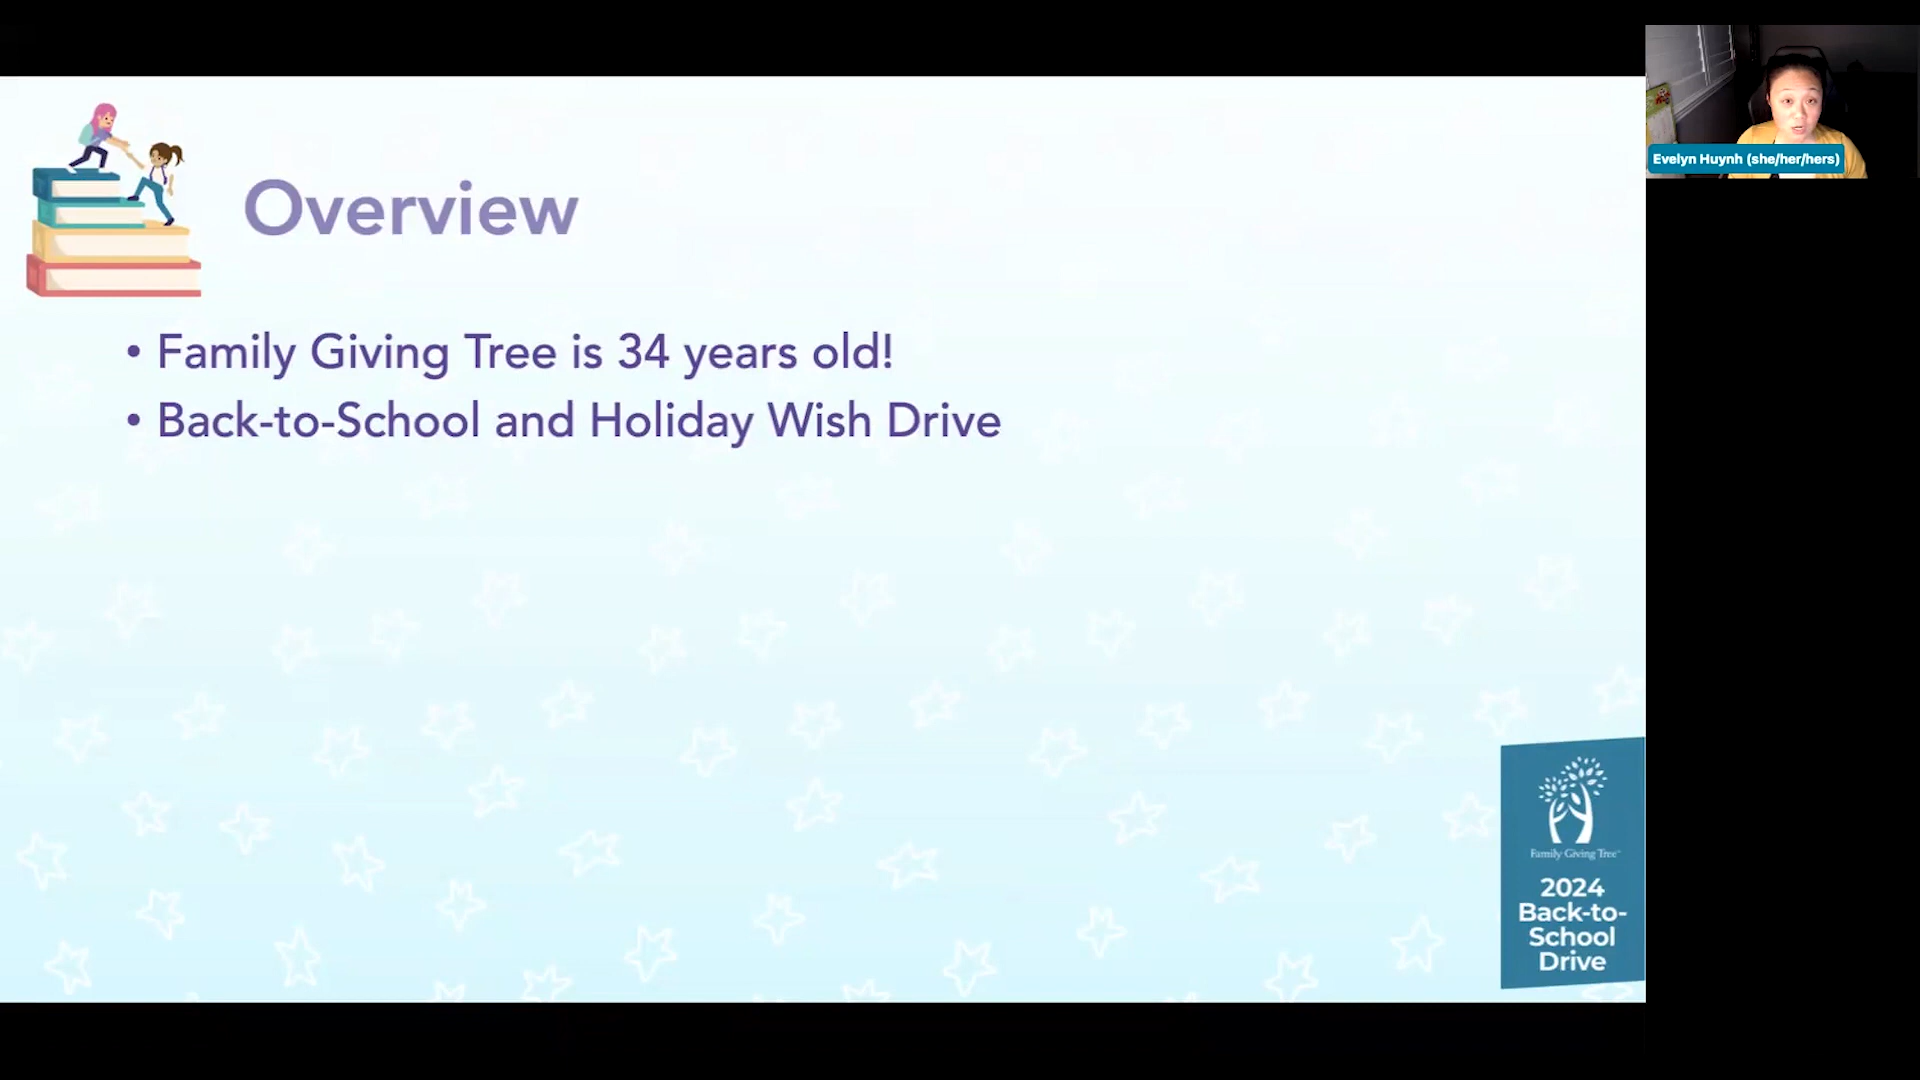 Evelyn Huynh (she/her/hers)
Overview
• Family Giving Tree is 34 years old!
• Back-to-School and Holiday Wish Drive
Family Giving Tree™
2024
Back-to-
School
Drive